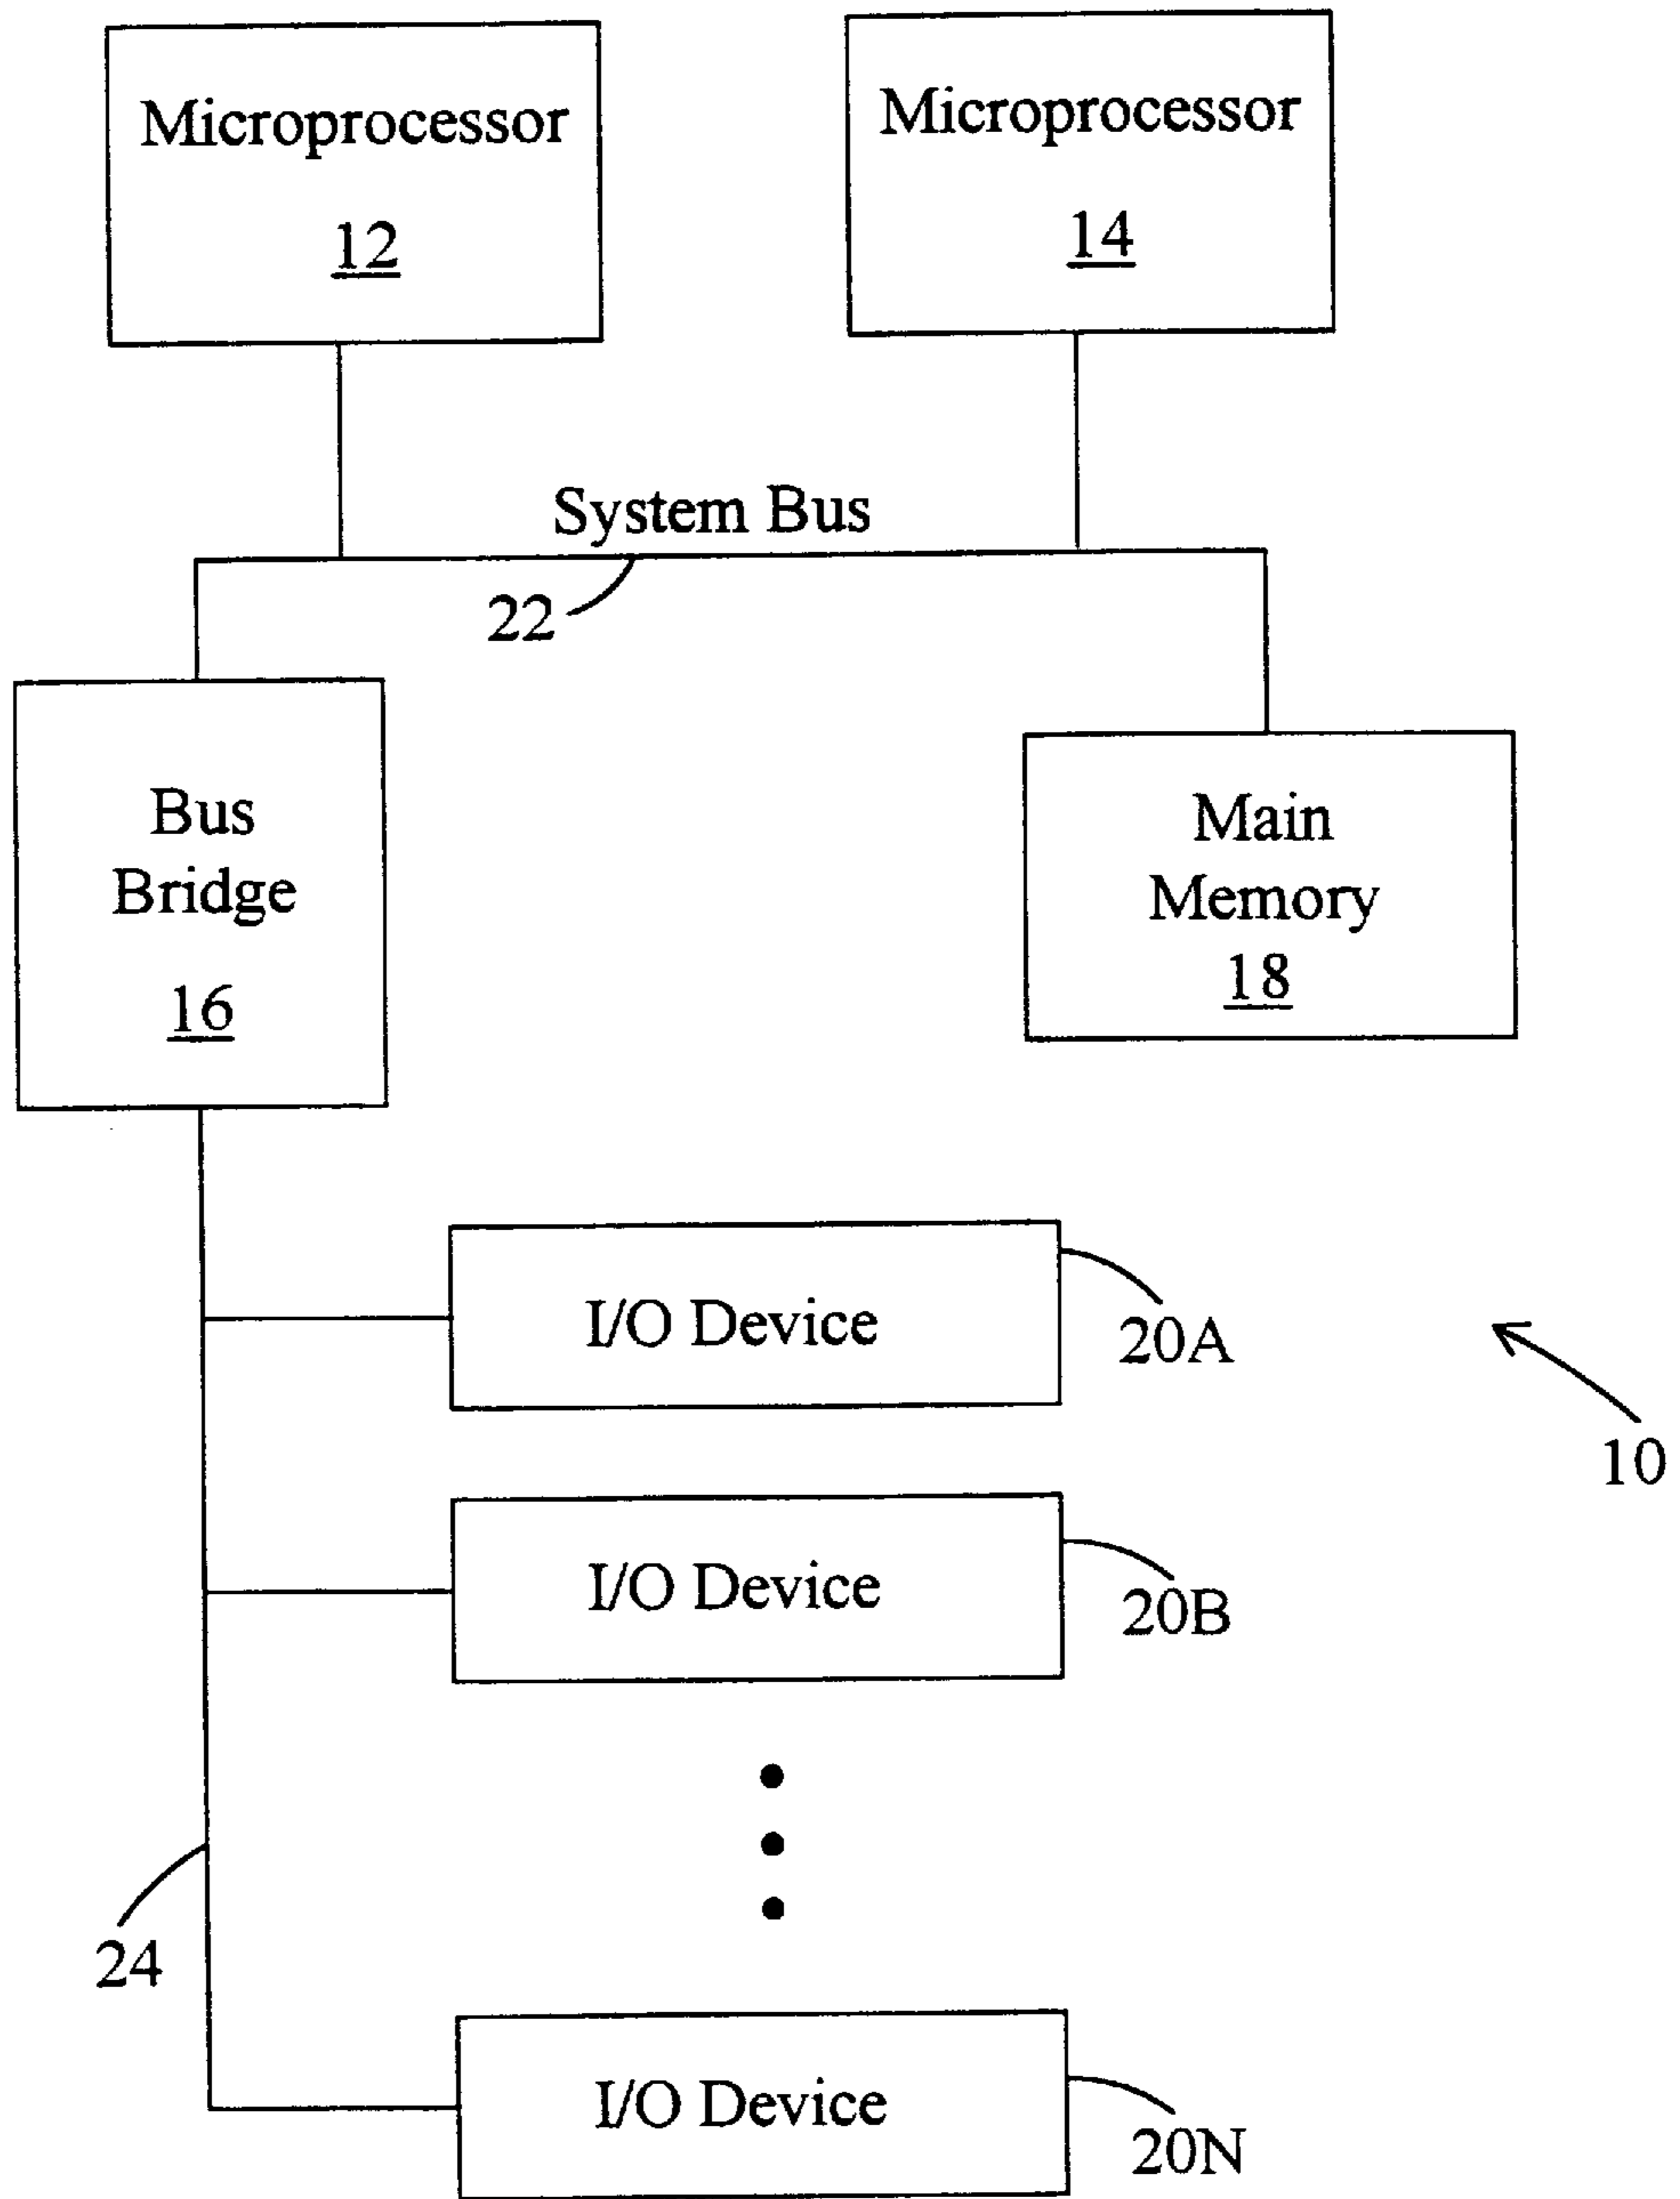 Microprocessor
12
Microprocessor
14
System Bus
22
Bus
Bridge
16
Main
Memory
18
I/O Device
20A
10
I/O Device
20B
24
I/O Device
20N